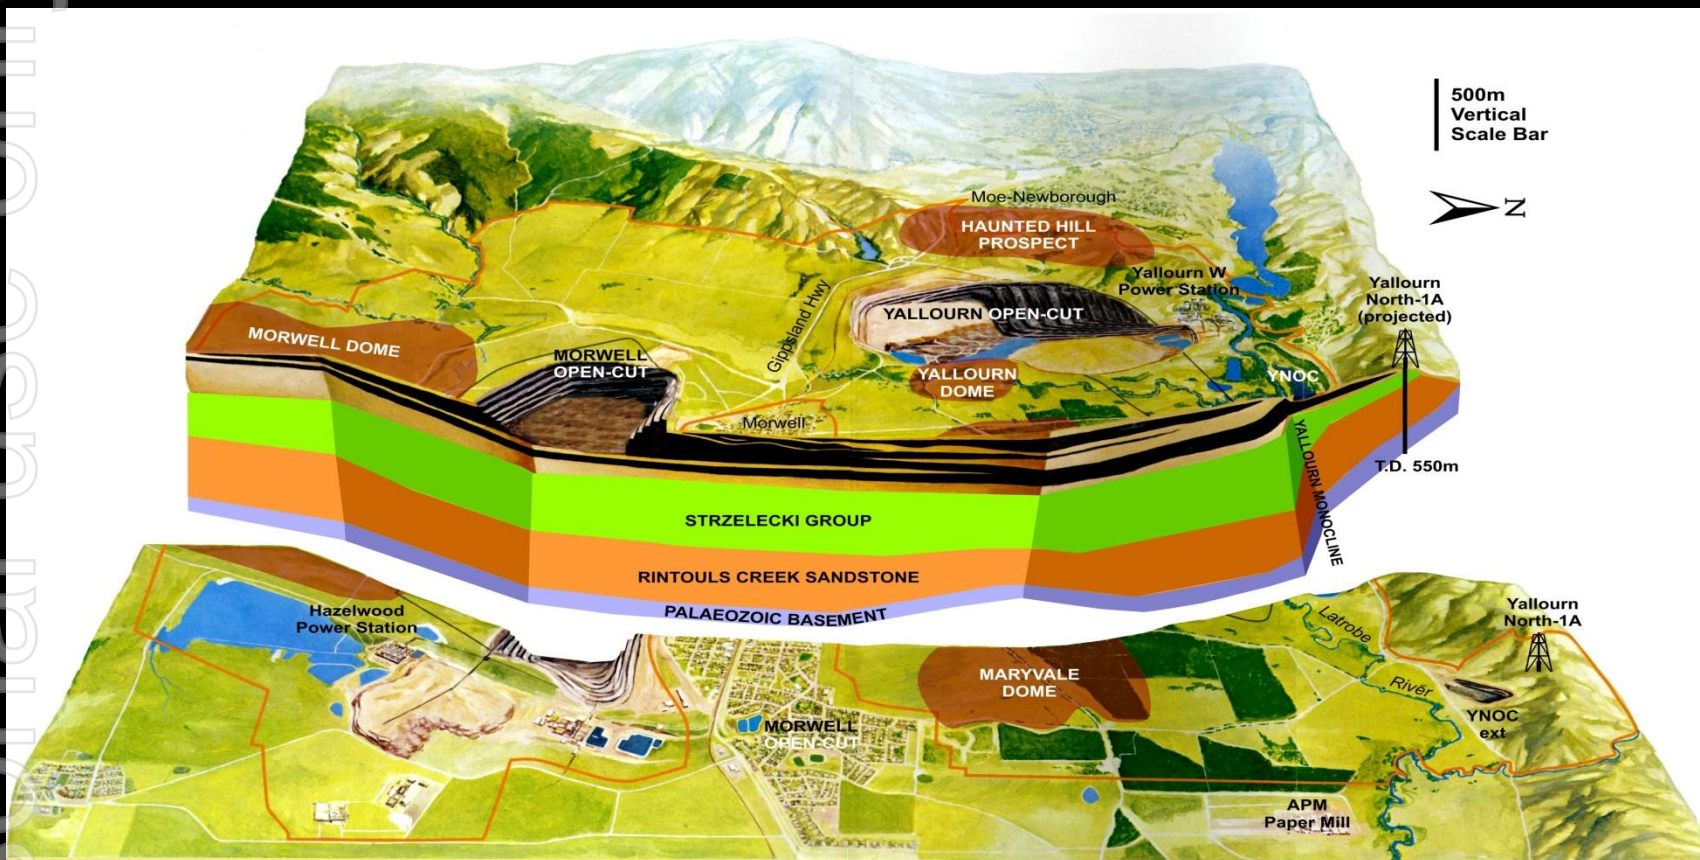 500m
Vertical
Scale Bar
N
Moe-Newborough
HAUNTED HILL
PROSPECT
Yallourn W
Power Station
Yallourn
North-1A
(projected)
Gippsland Hwy
YALLOURN OPEN-CUT
MORWELL DOME
MORWELL
OPEN-CUT
YALLOURN
DOME
YNOC
Morwell
T.D. 550m
YALLOURN MONOCLINE
STRZELECKI GROUP
RINTOULS CREEK SANDSTONE
PALAEOZOIC BASEMENT
Hazelwood
Power Station
Latrobe
River
Yallourn
North-1A
MARYVALE
DOME
YNOC
ext
MORWELL
OPEN-CUT
APM
Paper Mill